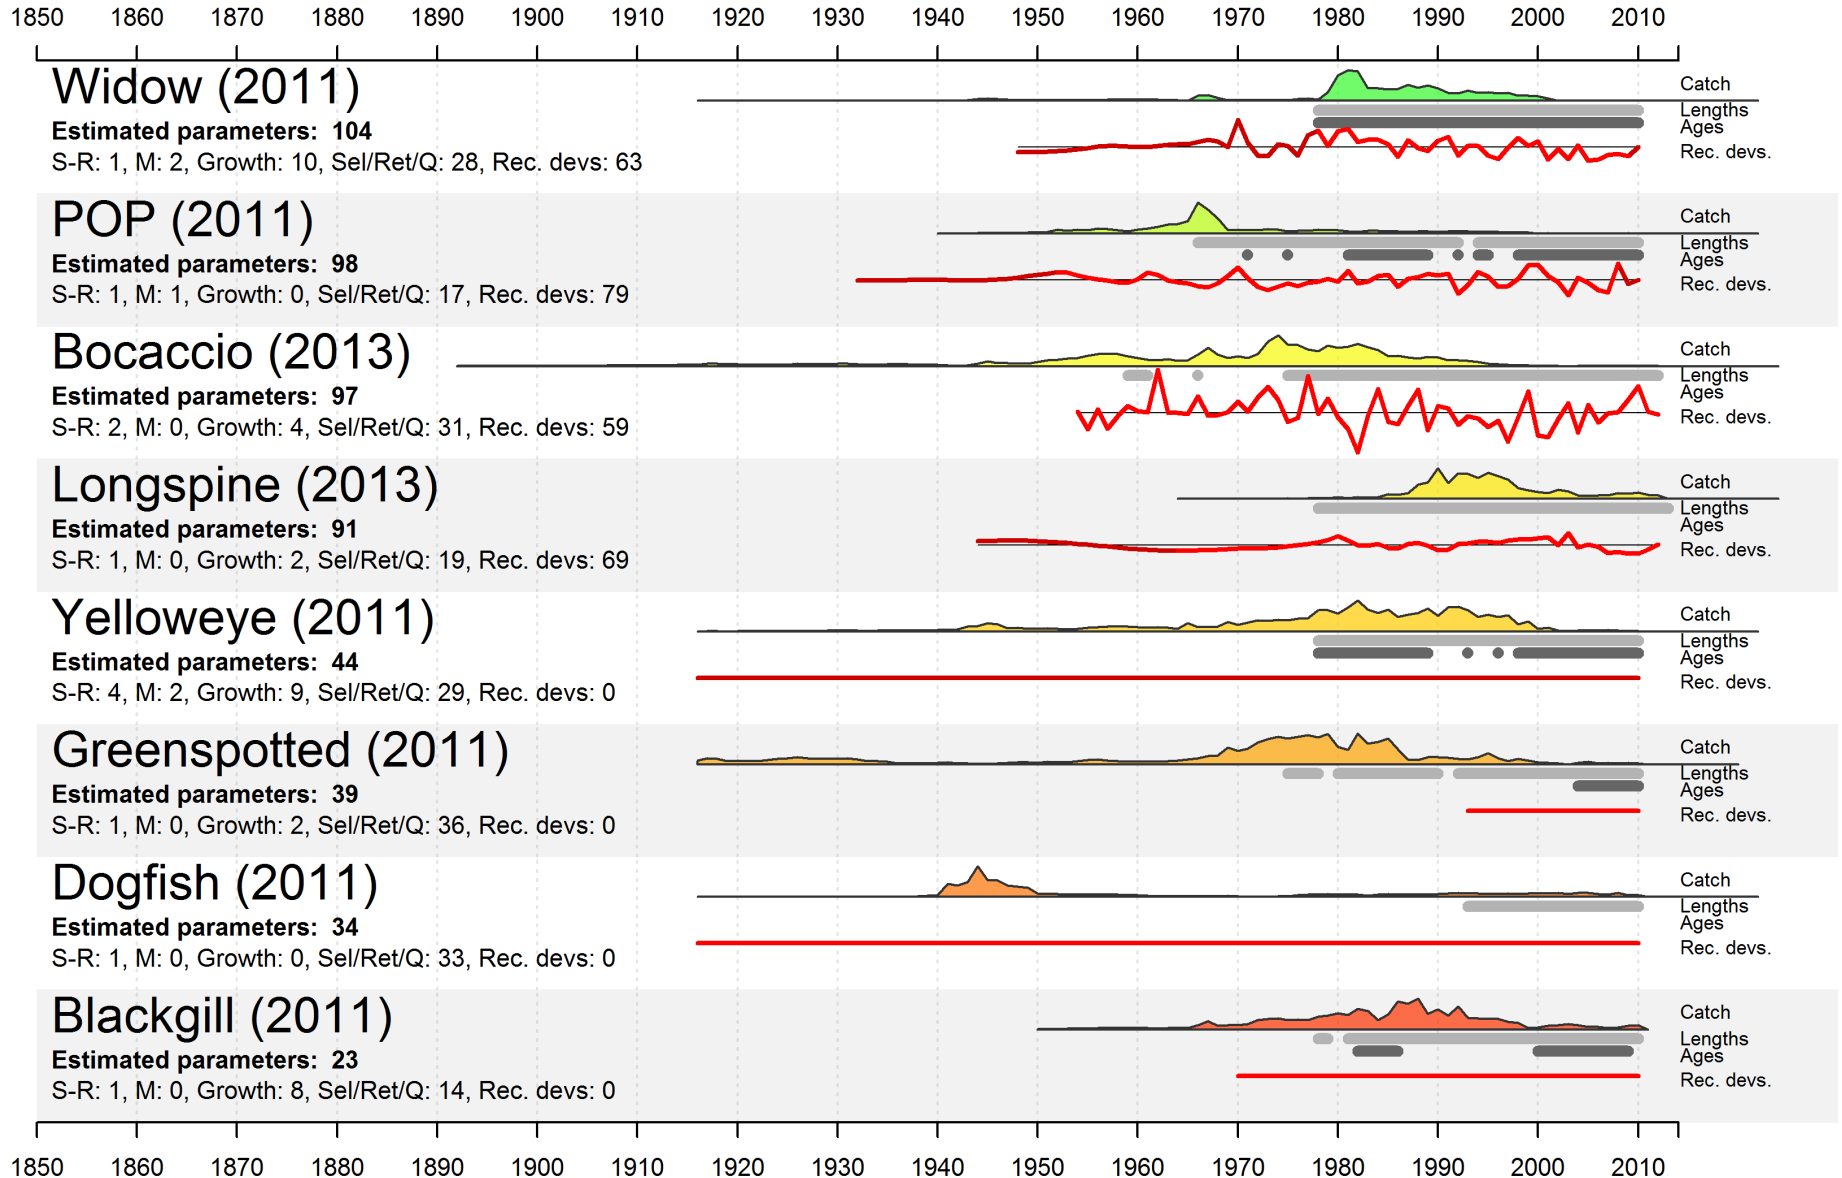 1850 1860 1870 1880 1890 1900 1910 1920 1930 1940 1950 1960 1970 1980 1990 2000 2010
Widow (2011)
Estimated parameters: 104
S-R: 1, M: 2, Growth: 10, Sel/Ret/Q: 28, Rec. devs: 63
Catch
Lengths
Ages
Rec. devs.
POP (2011)
Estimated parameters: 98
S-R: 1, M: 1, Growth: 0, Sel/Ret/Q: 17, Rec. devs: 79
Catch
Lengths
Ages
Rec. devs.
Bocaccio (2013)
Estimated parameters: 97
S-R: 2, M: 0, Growth: 4, Sel/Ret/Q: 31, Rec. devs: 59
Catch
Lengths
Ages
Rec. devs.
Longspine (2013)
Estimated parameters: 91
S-R: 1, M: 0, Growth: 2, Sel/Ret/Q: 19, Rec. devs: 69
Catch
Lengths
Ages
Rec. devs.
Yelloweye (2011)
Estimated parameters: 44
S-R: 4, M: 2, Growth: 9, Sel/Ret/Q: 29, Rec. devs: 0
Catch
Lengths
Ages
Rec. devs.
Greenspotted (2011)
Estimated parameters: 39
S-R: 1, M: 0, Growth: 2, Sel/Ret/Q: 36, Rec. devs: 0
Catch
Lengths
Ages
Rec. devs.
Dogfish (2011)
Estimated parameters: 34
S-R: 1, M: 0, Growth: 0, Sel/Ret/Q: 33, Rec. devs: 0
Catch
Lengths
Ages
Rec. devs.
Blackgill (2011)
Estimated parameters: 23
S-R: 1, M: 0, Growth: 8, Sel/Ret/Q: 14, Rec. devs: 0
Catch
Lengths
Ages
Rec. devs.
1850 1860 1870 1880 1890 1900 1910 1920 1930 1940 1950 1960 1970 1980 1990 2000 2010